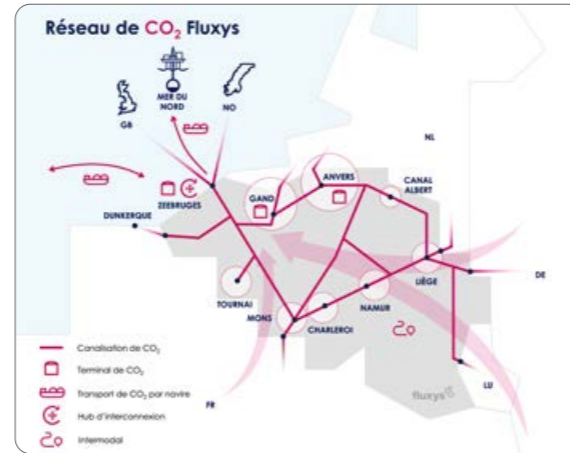 Réseau de CO₂ Fluxys
GB
MER DU
NORD
NO
NL
ZEEBRUGES
GAND
ANVERS
CANAL
ALBERT
DUNKERQUE
TOURNAI
MONS
CHARLEROI
NAMUR
LIÈGE
DE
LU
FR
Canalisation de CO₂
Terminal de CO₂
Transport de CO₂ par navire
Hub d'interconnexion
Intermodal
fluxys